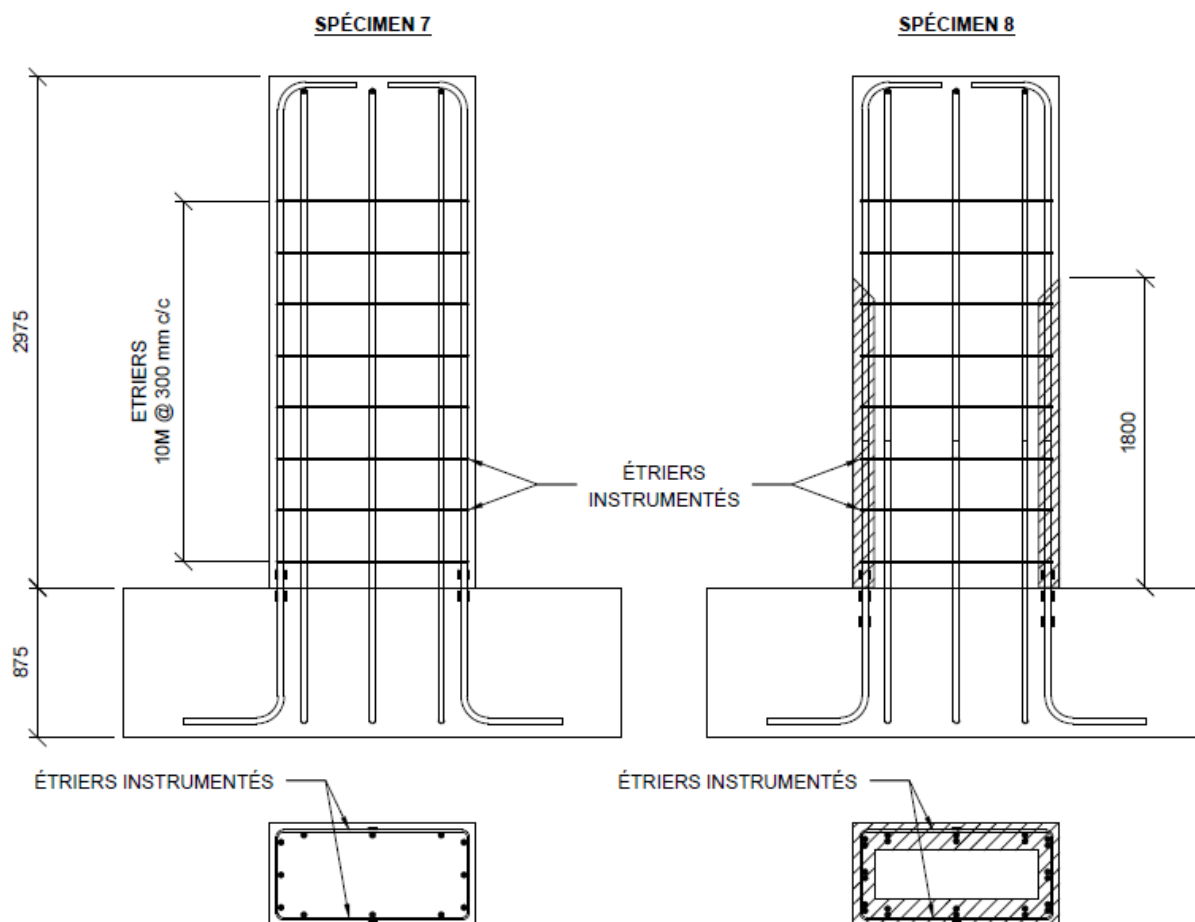 SPÉCIMEN 7
SPÉCIMEN 8
2975
ETRIERS
10M @ 300 mm c/c
1800
ÉTRIERS
INSTRUMENTÉS
875
ÉTRIERS INSTRUMENTÉS
ÉTRIERS INSTRUMENTÉS